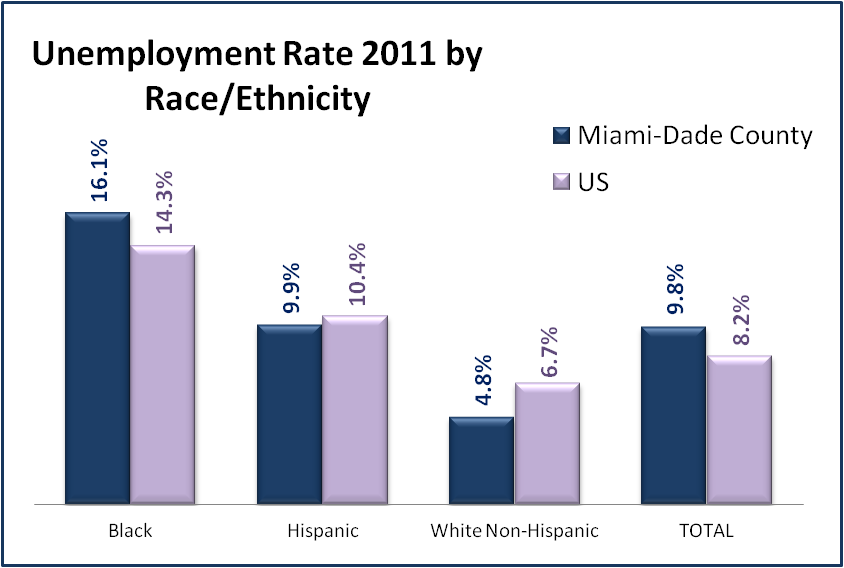 Unemployment Rate 2011 by
Race/Ethnicity
Miami-Dade County
US
16.1%
14.3%
9.9%
10.4%
4.8%
6.7%
9.8%
8.2%
Black
Hispanic
White Non-Hispanic
TOTAL